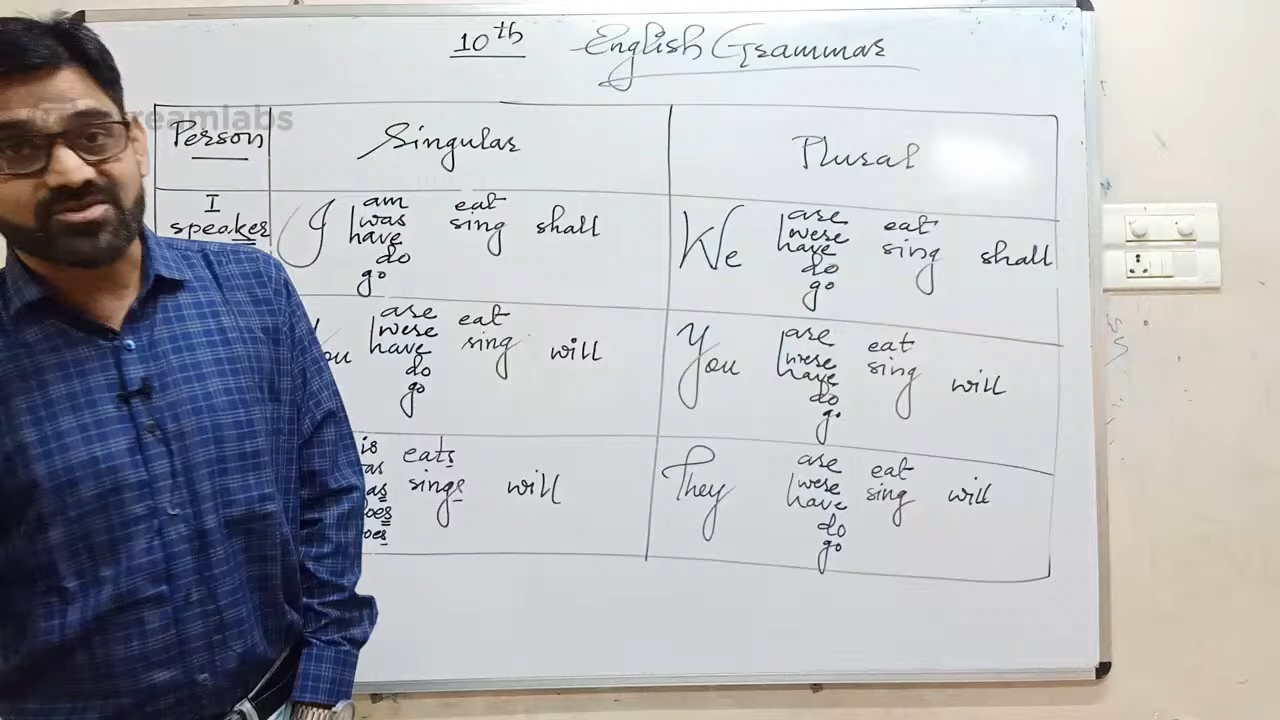 10th English Grammar
Person Singular Plural
I
speaker
I
am
was
have
do
go
eat
sing
shall
We
are
were
have
do
go
eat
sing
shall
are
were
have
do
go
eat
sing
will
You
are
were
have
do
go
eat
sing
will
is
eats
sings
will
They
are
were
have
do
go
eat
sing
will